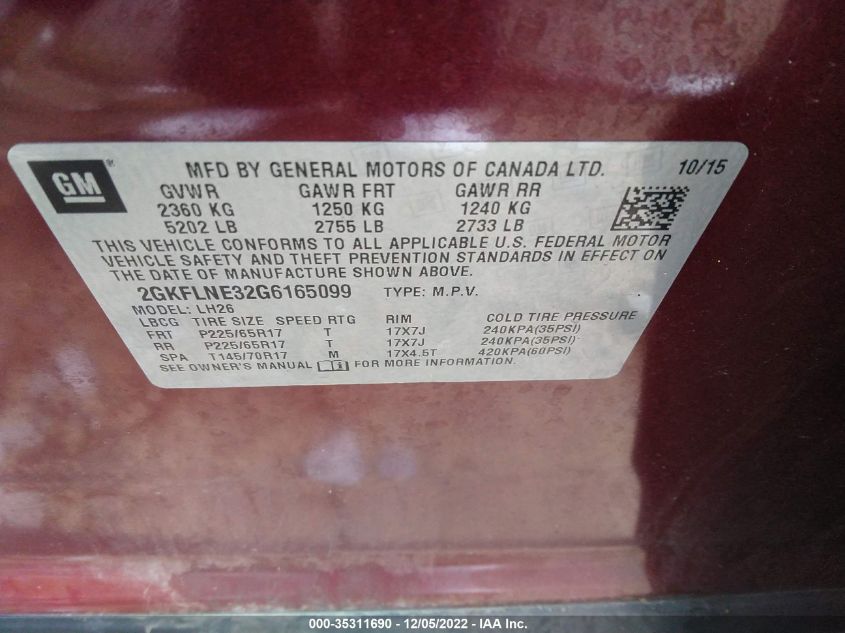 GM®
MFD BY GENERAL MOTORS OF CANADA LTD. 10/15
GVWR GAWR FRT GAWR RR
2360 KG 1250 KG 1240 KG
5202 LB 2755 LB 2733 LB
THIS VEHICLE CONFORMS TO ALL APPLICABLE U.S. FEDERAL MOTOR
VEHICLE SAFETY AND THEFT PREVENTION STANDARDS IN EFFECT ON
THE DATE OF MANUFACTURE SHOWN ABOVE.
2GKFLNE32G6165099 TYPE: M.P.V.
MODEL: LH26
LBCG TIRE SIZE SPEED RTG RIM COLD TIRE PRESSURE
FRT P225/65R17 T 17X7J 240KPA(35PSI)
RR P225/65R17 T 17X7J 240KPA(35PSI)
SPA T145/70R17 M 17X4.5T 420KPA(60PSI)
SEE OWNER'S MANUAL FOR MORE INFORMATION.
000-35311690 - 12/05/2022 - IAA Inc.